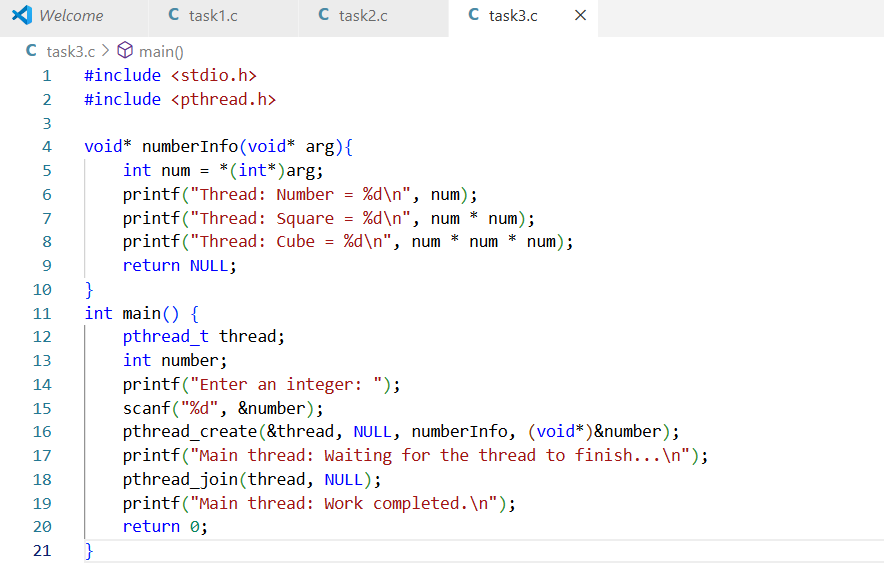 Welcome C task1.c C task2.c C task3.c
C task3.c > main()
1 #include <stdio.h>
2 #include <pthread.h>
3
4 void* numberInfo(void* arg){
5     int num = *(int*)arg;
6     printf("Thread: Number = %d\n", num);
7     printf("Thread: Square = %d\n", num * num);
8     printf("Thread: Cube = %d\n", num * num * num);
9     return NULL;
10 }
11 int main() {
12     pthread_t thread;
13     int number;
14     printf("Enter an integer: ");
15     scanf("%d", &number);
16     pthread_create(&thread, NULL, numberInfo, (void*)&number);
17     printf("Main thread: Waiting for the thread to finish...\n");
18     pthread_join(thread, NULL);
19     printf("Main thread: Work completed.\n");
20     return 0;
21 }